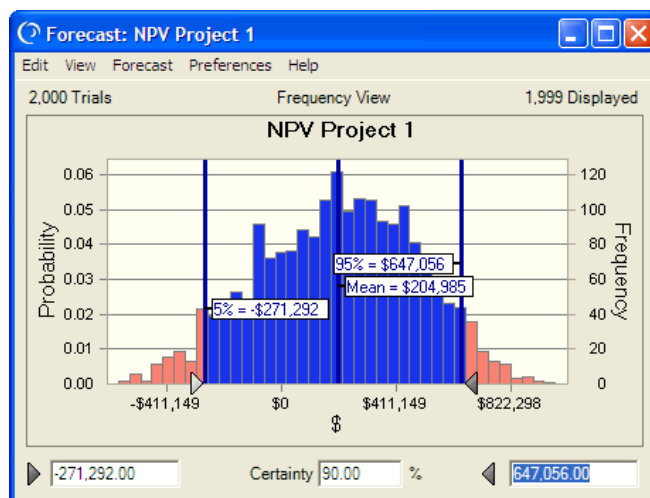 Forecast: NPV Project 1
Edit View Forecast Preferences Help
2,000 Trials Frequency View 1,999 Displayed
NPV Project 1
0.06 120
0.05 100
0.04 80
0.03 60
0.02 40
0.01 20
0.00 0
Probability
Frequency
95% = $647,056
Mean = $204,985
5% = -$271,292
-$411,149 $0 $411,149 $822,298
$
-271,292.00 Certainty 90.00 % 647,056.00